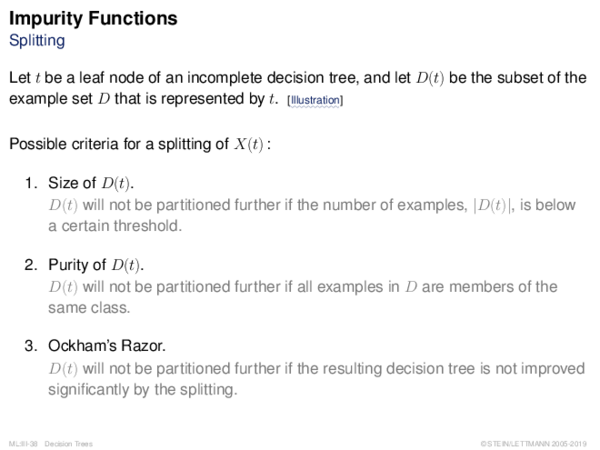 Impurity Functions
Splitting
Let t be a leaf node of an incomplete decision tree, and let D(t) be the subset of the
example set D that is represented by t. [Illustration]
Possible criteria for a splitting of X(t) :
1. Size of D(t).
D(t) will not be partitioned further if the number of examples, |D(t)|, is below
a certain threshold.
2. Purity of D(t).
D(t) will not be partitioned further if all examples in D are members of the
same class.
3. Ockham's Razor.
D(t) will not be partitioned further if the resulting decision tree is not improved
significantly by the splitting.
ML:III-38 Decision Trees
© STEIN/LETTMANN 2005-2019